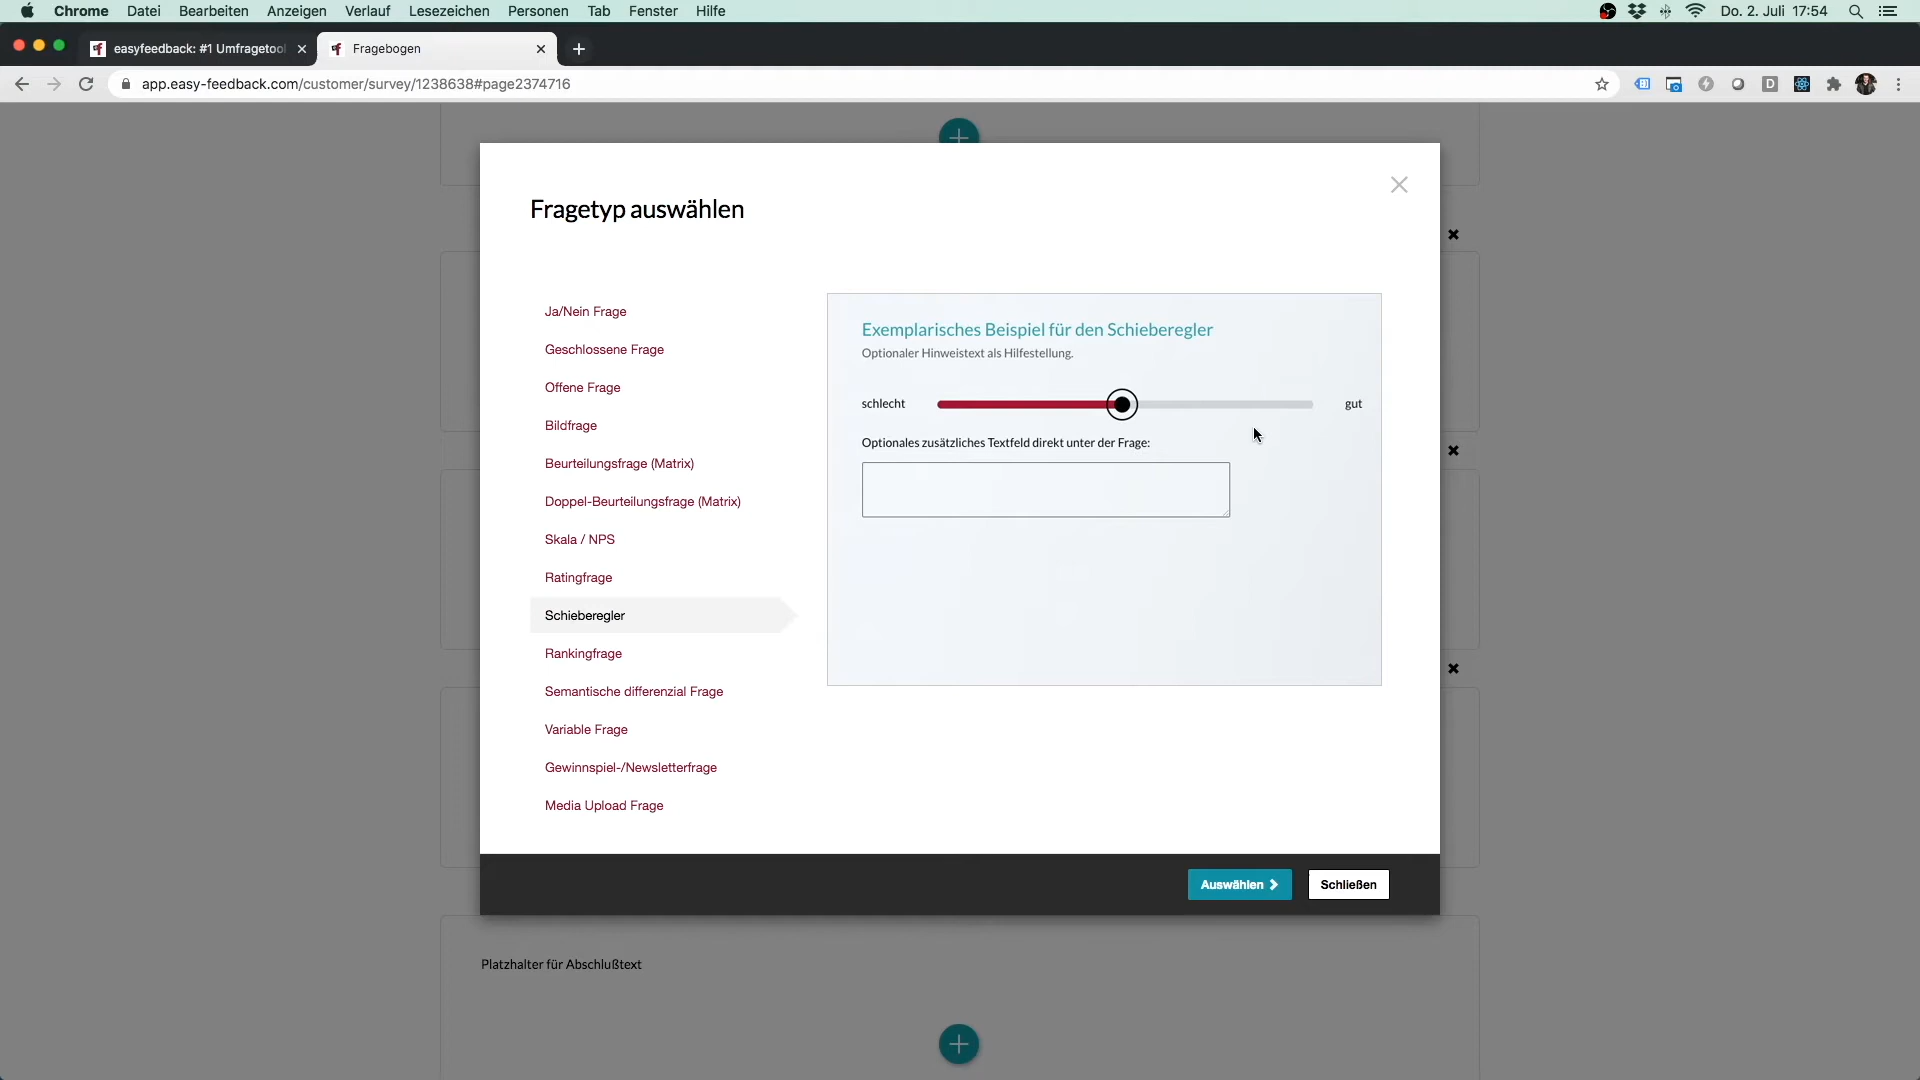 Chrome Datei Bearbeiten Anzeigen Verlauf Lesezeichen Personen Tab Fenster Hilfe Do. 2. Juli 17:54
easyfeedback: #1 Umfragetool
Fragebogen
app.easy-feedback.com/customer/survey/1238638#page2374716
Fragetyp auswählen
Ja/Nein Frage
Geschlossene Frage
Offene Frage
Bildfrage
Beurteilungsfrage (Matrix)
Doppel-Beurteilungsfrage (Matrix)
Skala / NPS
Ratingfrage
Schieberegler
Rankingfrage
Semantische differenzial Frage
Variable Frage
Gewinnspiel-/Newsletterfrage
Media Upload Frage
Exemplarisches Beispiel für den Schieberegler
Optionaler Hinweistext als Hilfestellung.
schlecht gut
Optionales zusätzliches Textfeld direkt unter der Frage:
Auswählen
Schließen
Platzhalter für Abschlußtext